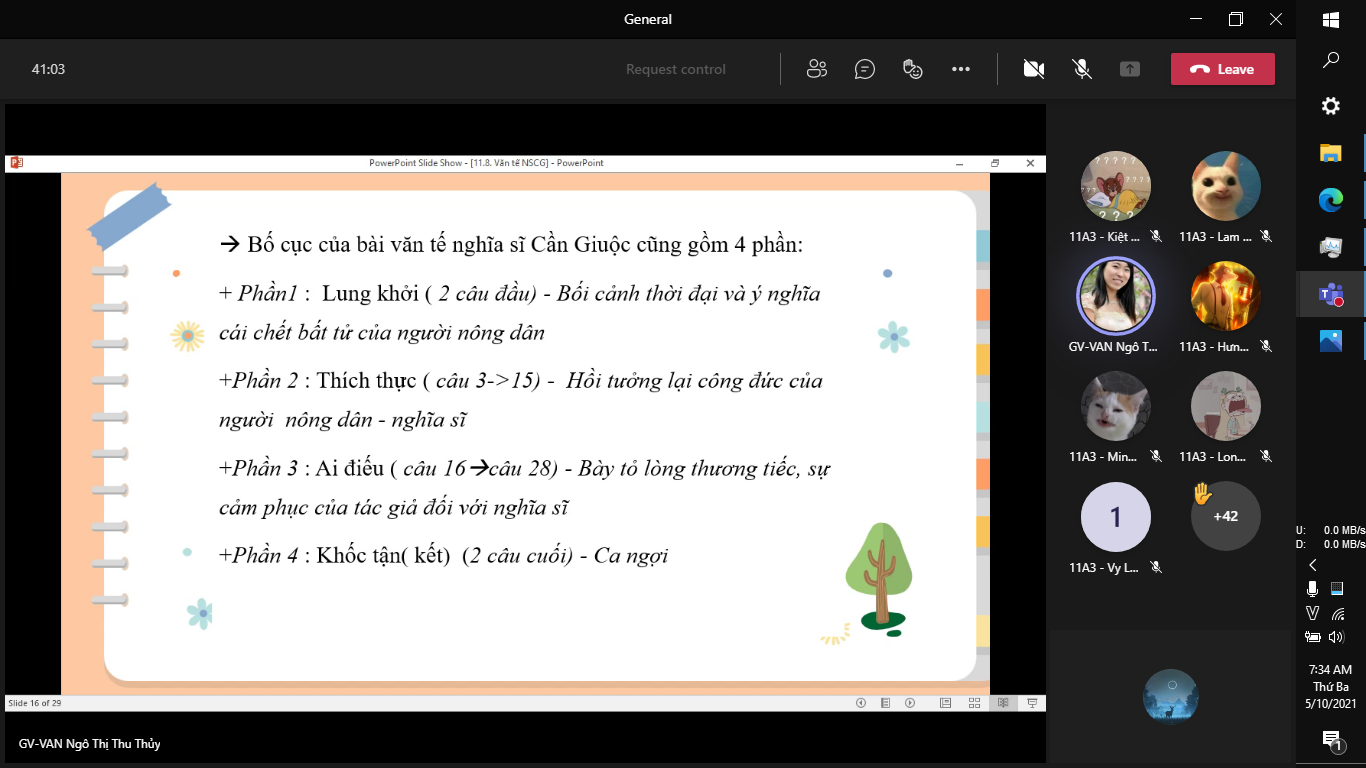 General
41:03
Request control
Leave
PowerPoint Slide Show - [11.8. Văn tế NSCG] - PowerPoint
→ Bố cục của bài văn tế nghĩa sĩ Cần Giuộc cũng gồm 4 phần:
+ Phần1 : Lung khởi ( 2 câu đầu) - Bối cảnh thời đại và ý nghĩa
cái chết bất tử của người nông dân
+Phần 2 : Thích thực ( câu 3->15) - Hồi tưởng lại công đức của
người nông dân - nghĩa sĩ
+Phần 3 : Ai điếu ( câu 16→câu 28) - Bày tỏ lòng thương tiếc, sự
cảm phục của tác giả đối với nghĩa sĩ
+Phần 4 : Khốc tận( kết) (2 câu cuối) - Ca ngợi
Slide 16 of 29
GV-VAN Ngô Thị Thu Thủy
? ? ? ? ?
? ? ?
11A3 - Kiệt ...
11A3 - Lam ...
GV-VAN Ngô T...
11A3 - Hưn...
11A3 - Min...
11A3 - Lon...
1
+42
11A3 - Vy L...
U: 0.0 MB/s
D: 0.0 MB/s
7:34 AM
Thứ Ba
5/10/2021
1